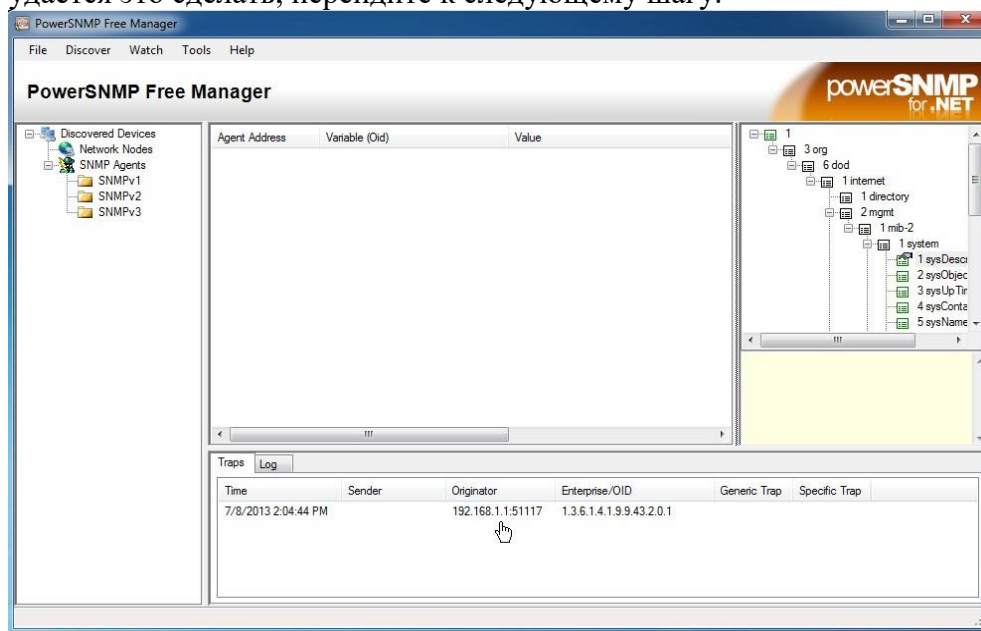 удается это сделать, перейдите к следующему шагу.
PowerSNMP Free Manager
File Discover Watch Tools Help
PowerSNMP Free Manager
powerSNMP
for .NET
Discovered Devices
Network Nodes
SNMP Agents
SNMPv1
SNMPv2
SNMPv3
Agent Address Variable (Oid) Value
1
3 org
6 dod
1 internet
1 directory
2 mgmt
1 mib-2
1 system
1 sysDescr
2 sysObjec
3 sysUpTir
4 sysConta
5 sysName
Traps Log
Time Sender Originator Enterprise/OID Generic Trap Specific Trap
7/8/2013 2:04:44 PM 192.168.1.1:51117 1.3.6.1.4.1.9.9.43.2.0.1